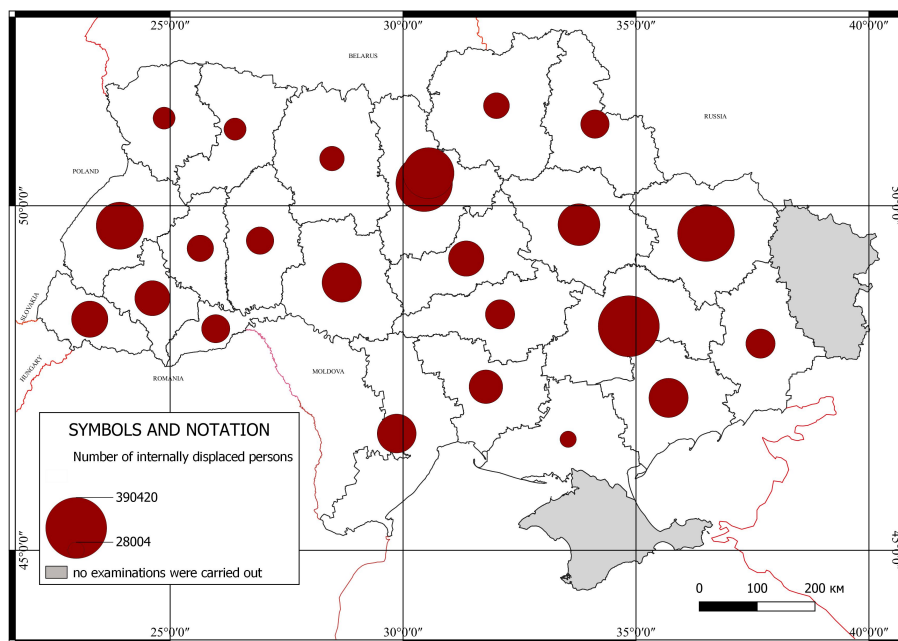 25°0′0″ 30°0′0″ 35°0′0″ 40°0′0″
BELARUS
RUSSIA
POLAND
50°0′0″
SLOVAKIA
HUNGARY
ROMANIA
MOLDOVA
SYMBOLS AND NOTATION
Number of internally displaced persons
390420
28004
no examinations were carried out
45°0′0″
0 100 200 км
25°0′0″ 30°0′0″ 35°0′0″ 40°0′0″